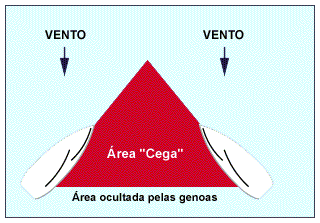 VENTO VENTO
Área "Cega"
Área ocultada pelas genoas